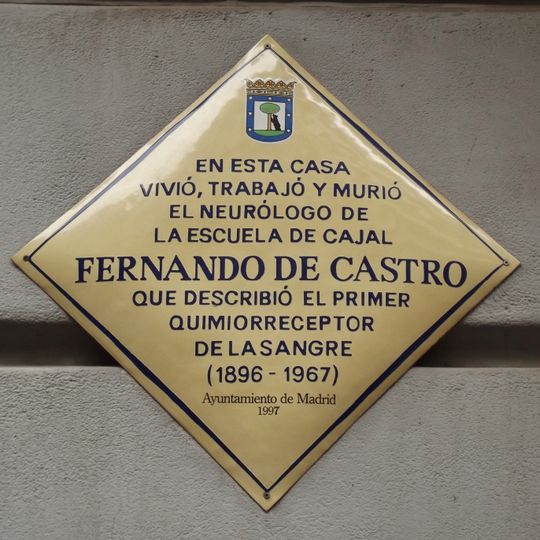 EN ESTA CASA
VIVIÓ, TRABAJÓ Y MURIÓ
EL NEURÓLOGO DE
LA ESCUELA DE CAJAL
FERNANDO DE CASTRO
QUE DESCRIBIÓ EL PRIMER
QUIMIORRECEPTOR
DE LA SANGRE
(1896 - 1967)
Ayuntamiento de Madrid
1997